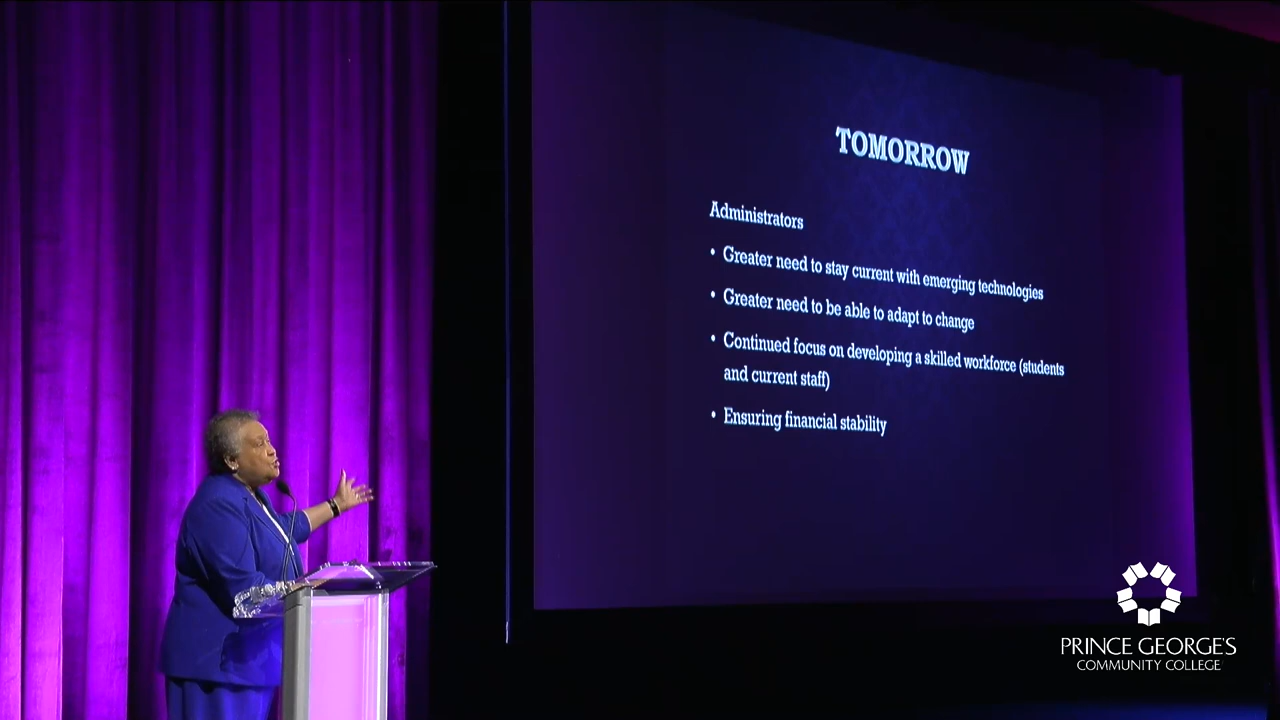 TOMORROW
Administrators
• Greater need to stay current with emerging technologies
• Greater need to be able to adapt to change
• Continued focus on developing a skilled workforce (students
and current staff)
• Ensuring financial stability
PRINCE GEORGE'S
COMMUNITY COLLEGE